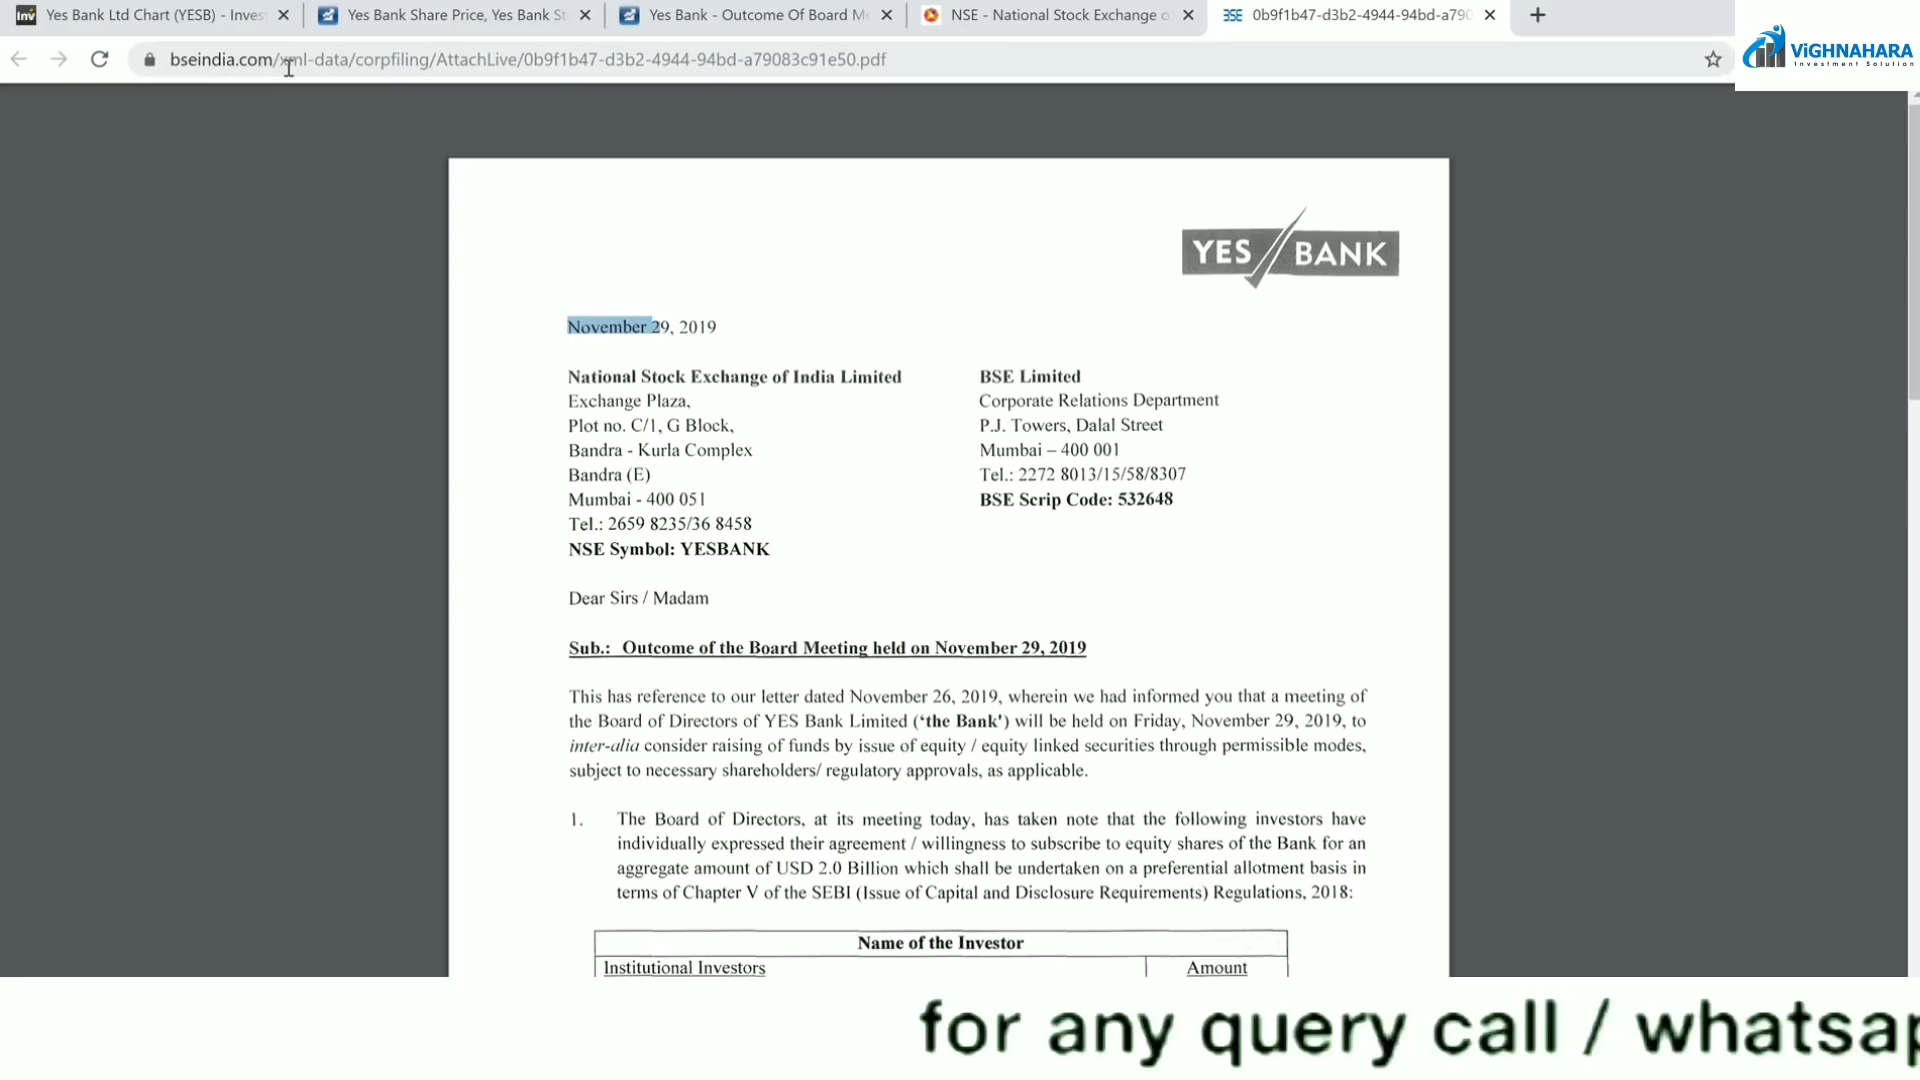 Yes Bank Ltd Chart (YESB) - Inves
Yes Bank Share Price, Yes Bank St
Yes Bank - Outcome Of Board Me
NSE - National Stock Exchange o
0b9f1b47-d3b2-4944-94bd-a790
bseindia.com/xml-data/corpfiling/AttachLive/0b9f1b47-d3b2-4944-94bd-a79083c91e50.pdf
ViGHNAHARA
Investment Solution
YES BANK
November 29, 2019
National Stock Exchange of India Limited
Exchange Plaza,
Plot no. C/1, G Block,
Bandra - Kurla Complex
Bandra (E)
Mumbai - 400 051
Tel.: 2659 8235/36 8458
NSE Symbol: YESBANK
BSE Limited
Corporate Relations Department
P.J. Towers, Dalal Street
Mumbai – 400 001
Tel.: 2272 8013/15/58/8307
BSE Scrip Code: 532648
Dear Sirs / Madam
Sub.: Outcome of the Board Meeting held on November 29, 2019
This has reference to our letter dated November 26, 2019, wherein we had informed you that a meeting of
the Board of Directors of YES Bank Limited (‘the Bank') will be held on Friday, November 29, 2019, to
inter-alia consider raising of funds by issue of equity / equity linked securities through permissible modes,
subject to necessary shareholders/ regulatory approvals, as applicable.
1. The Board of Directors, at its meeting today, has taken note that the following investors have
individually expressed their agreement / willingness to subscribe to equity shares of the Bank for an
aggregate amount of USD 2.0 Billion which shall be undertaken on a preferential allotment basis in
terms of Chapter V of the SEBI (Issue of Capital and Disclosure Requirements) Regulations, 2018:
Name of the Investor
Institutional Investors Amount
for any query call / whatsap